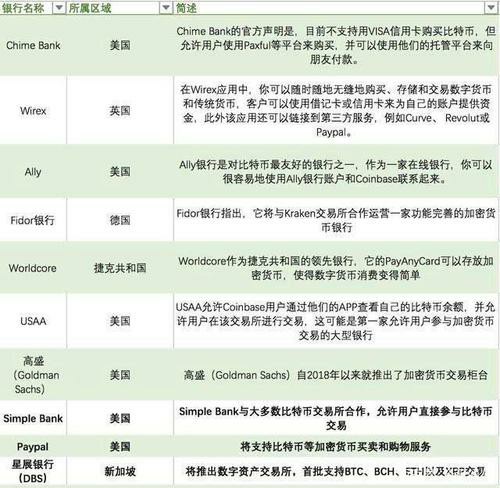 银行名称 所属区域 简述
Chime Bank 美国 Chime Bank的官方声明是，目前不支持用VISA信用卡购买比特币，但
允许用户使用Paxful等平台来购买，并可以使用他们的托管平台来向
朋友付款。
Wirex 英国 在Wirex应用中，你可以随时随地无缝地购买、存储和交易数字货币
和传统货币，客户可以使用借记卡或信用卡来为自己的账户提供资
金，此外该应用还可以链接到第三方服务，例如Curve、 Revolut或
Paypal。
Ally 美国 Ally银行是对比特币最友好的银行之一，作为一家在线银行，你可以
很容易地使用Ally银行账户和Coinbase联系起来。
Fidor银行 德国 Fidor银行指出，它将与Kraken交易所合作运营一家功能完善的加密货
币银行
Worldcore 捷克共和国 Worldcore作为捷克共和国的领先银行，它的PayAnyCard可以存放加
密货币，使得数字货币消费变得简单
USAA 美国 USAA允许Coinbase用户通过他们的APP查看自己的比特币余额，并允
许用户在该交易所进行交易，这可能是第一家允许用户参与加密货币
交易的大型银行
高盛
（Goldman
Sachs） 美国 高盛（Goldman Sachs）自2018年以来就推出了加密货币交易柜台
Simple Bank 美国 Simple Bank与大多数比特币交易所合作，允许用户直接参与比特币
交易
Paypal 美国 将支持比特币等加密货币买卖和购物服务
星展银行
（DBS） 新加坡 将推出数字资产交易所，首批支持BTC、BCH、ETH以及XRP交易